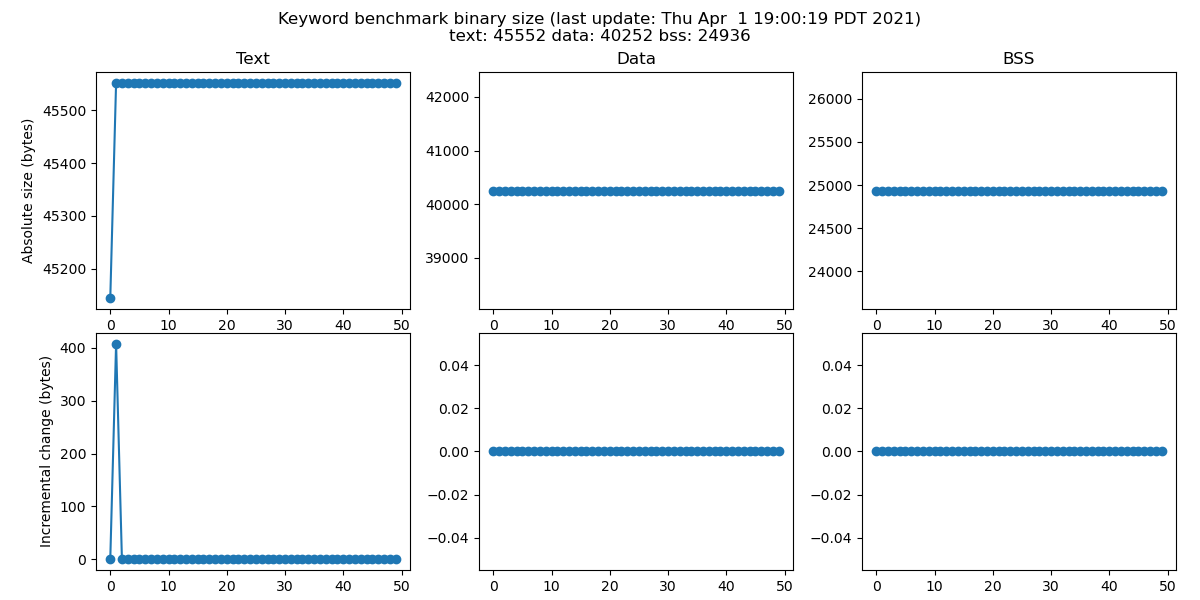 Keyword benchmark binary size (last update: Thu Apr  1 19:00:19 PDT 2021)
text: 45552 data: 40252 bss: 24936
Text
Absolute size (bytes)
45500
45400
45300
45200
0 10 20 30 40 50
Data
42000
41000
40000
39000
0 10 20 30 40 50
BSS
26000
25500
25000
24500
24000
0 10 20 30 40 50
Incremental change (bytes)
400
300
200
100
0
0 10 20 30 40 50
0.04
0.02
0.00
−0.02
−0.04
0 10 20 30 40 50
0.04
0.02
0.00
−0.02
−0.04
0 10 20 30 40 50